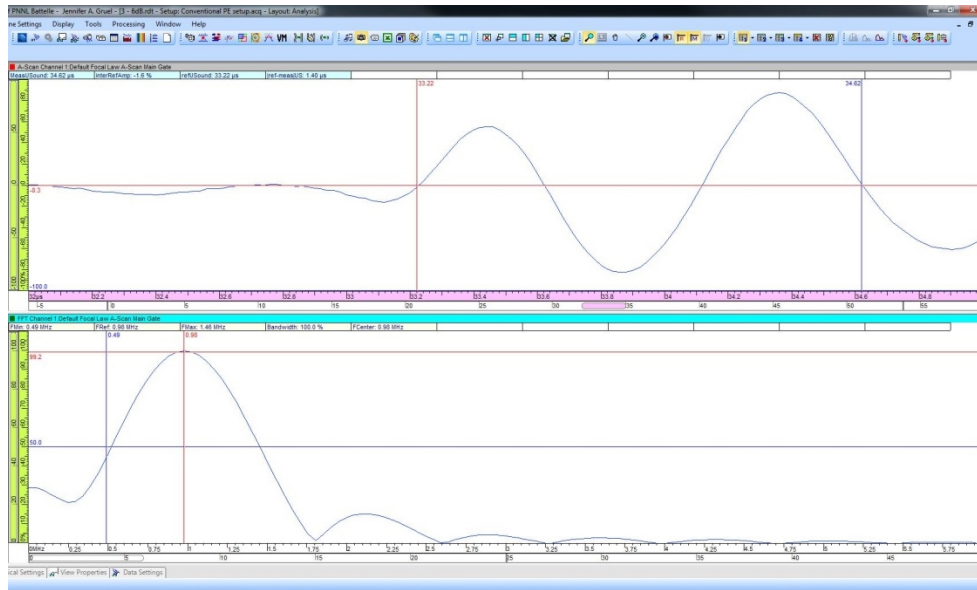 f PNNL Battelle - Jennifer A. Gruel - [3 - 6dB.rdt - Setup: Conventional PE setup.acq - Layout: Analysis]
ne Settings Display Tools Processing Window Help
A-Scan Channel 1:Default Focal Law A-Scan Main Gate
MeasUSound: 34.62 µs InterRefAmp: -1.6 % refUSound: 33.22 µs |ref-meas|US: 1.40 µs
33.22 34.62
-8.3
-100.0
32µs 32.2 32.4 32.6 32.8 33 33.2 33.4 33.6 33.8 34 34.2 34.4 34.6 34.8
-5 0 5 10 15 20 25 30 35 40 45 50 55
FFT Channel 1:Default Focal Law A-Scan Main Gate
FMin: 0.49 MHz FRef: 0.98 MHz FMax: 1.46 MHz Bandwidth: 100.0 % FCenter: 0.98 MHz
0.49 0.98
99.2
50.0
0MHz 0.25 0.5 0.75 1 1.25 1.5 1.75 2 2.25 2.5 2.75 3 3.25 3.5 3.75 4 4.25 4.5 4.75 5 5.25 5.5 5.75
0 5 10 15 20 25 30 35 40 45
cal Settings View Properties Data Settings